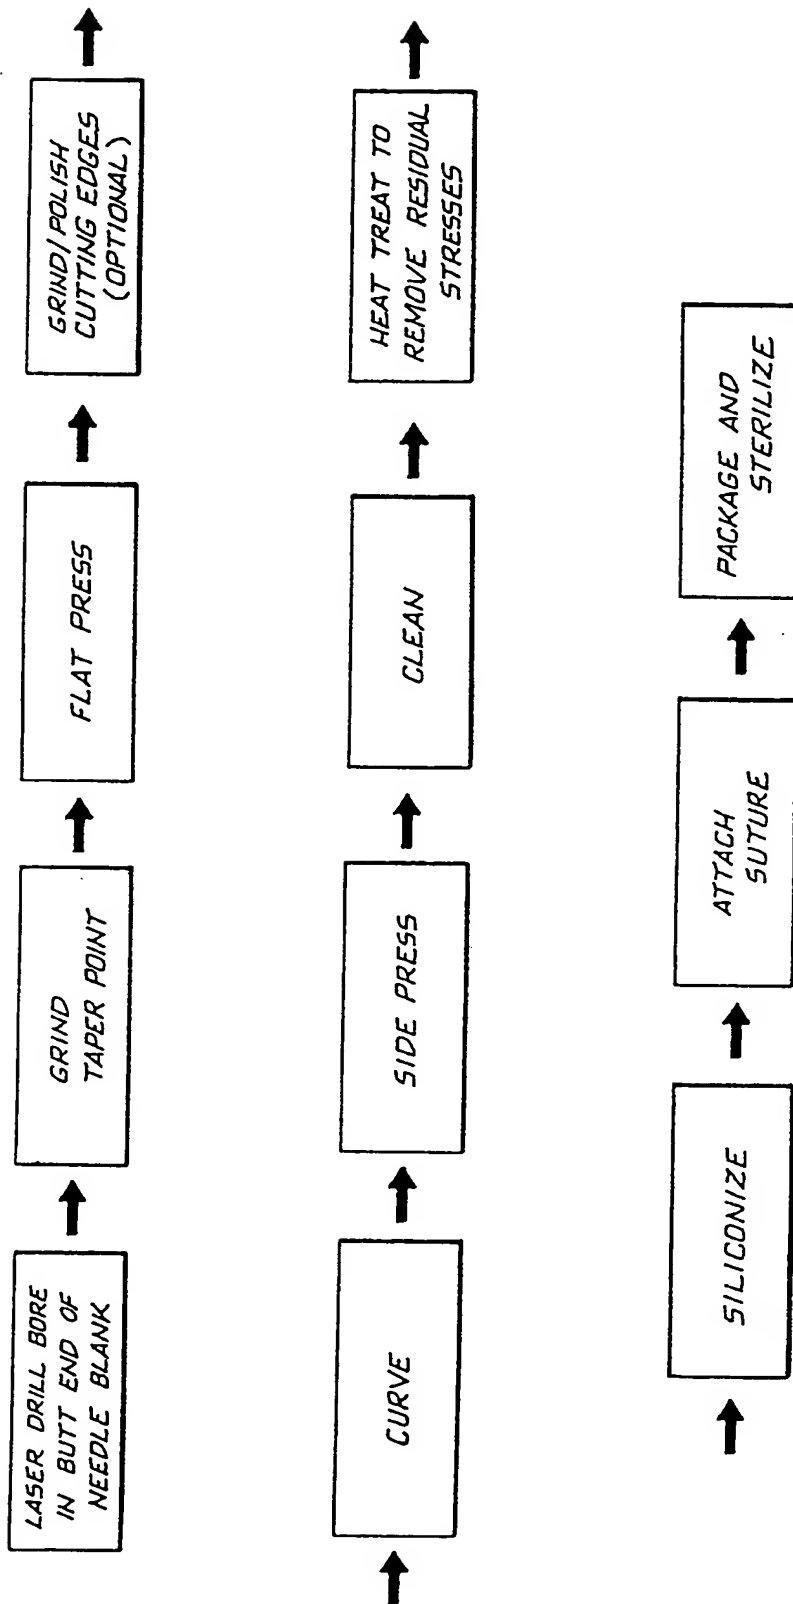 LASER DRILL BORE
IN BUTT END OF
NEEDLE BLANK
GRIND
TAPER POINT
FLAT PRESS
GRIND/POLISH
CUTTING EDGES
(OPTIONAL)
CURVE
SIDE PRESS
CLEAN
HEAT TREAT TO
REMOVE RESIDUAL
STRESSES
SILICONIZE
ATTACH
SUTURE
PACKAGE AND
STERILIZE